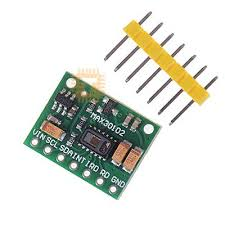 MAX30102
VIN SCL SDA INT IRD RD GND